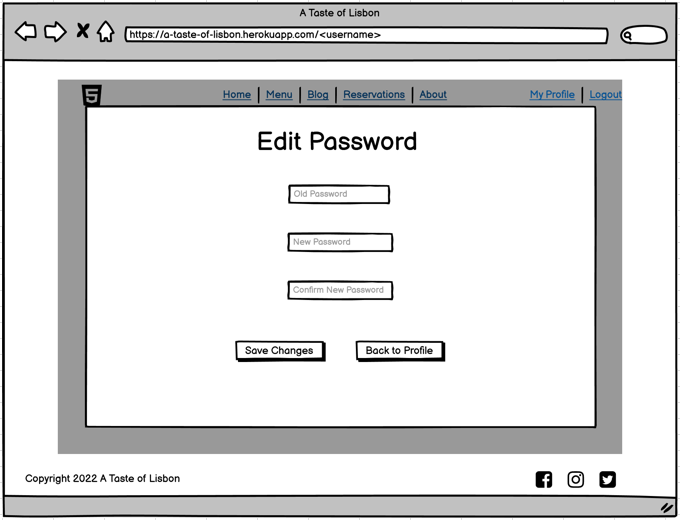 A Taste of Lisbon
https://a-taste-of-lisbon.herokuapp.com/<username>
5
Home Menu Blog Reservations About My Profile Logout
Edit Password
Old Password
New Password
Confirm New Password
Save Changes Back to Profile
Copyright 2022 A Taste of Lisbon